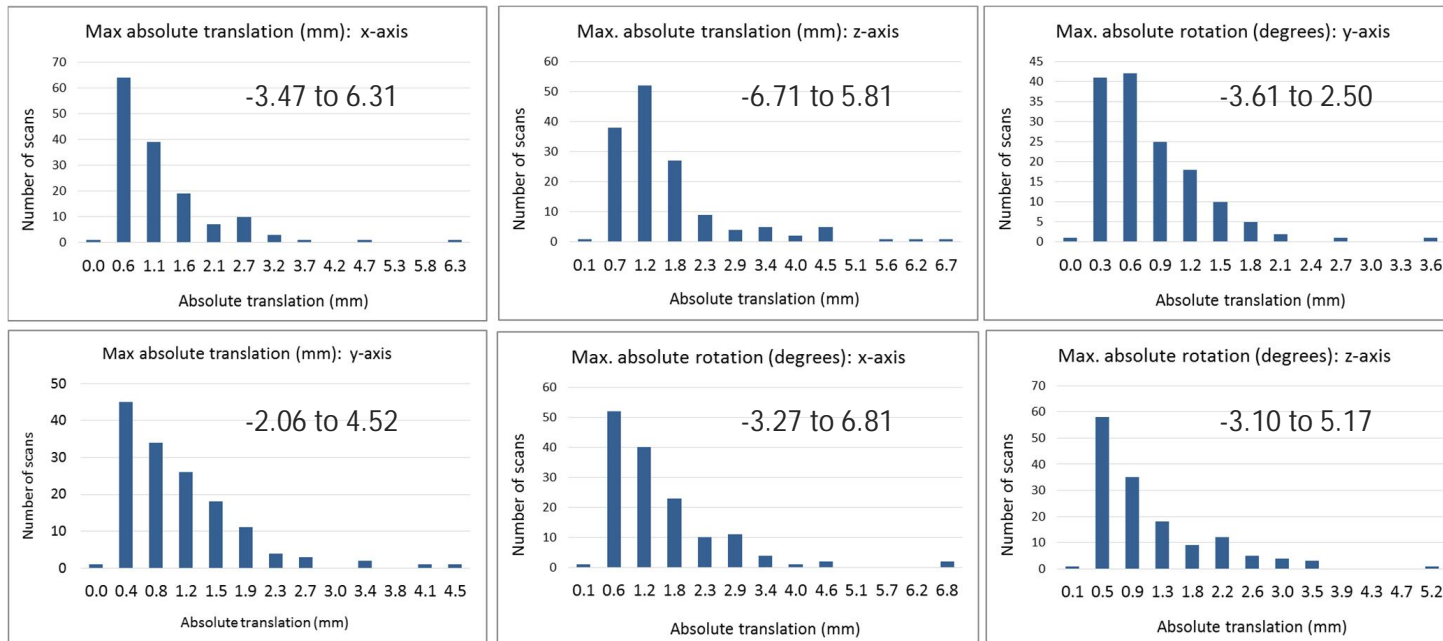 Max absolute translation (mm): x-axis
-3.47 to 6.31
Number of scans
70
60
50
40
30
20
10
0
0.0 0.6 1.1 1.6 2.1 2.7 3.2 3.7 4.2 4.7 5.3 5.8 6.3
Absolute translation (mm)
Max. absolute translation (mm): z-axis
-6.71 to 5.81
Number of scans
60
50
40
30
20
10
0
0.1 0.7 1.2 1.8 2.3 2.9 3.4 4.0 4.5 5.1 5.6 6.2 6.7
Absolute translation (mm)
Max. absolute rotation (degrees): y-axis
-3.61 to 2.50
Number of scans
45
40
35
30
25
20
15
10
5
0
0.0 0.3 0.6 0.9 1.2 1.5 1.8 2.1 2.4 2.7 3.0 3.3 3.6
Absolute translation (mm)
Max absolute translation (mm): y-axis
-2.06 to 4.52
Number of scans
50
40
30
20
10
0
0.0 0.4 0.8 1.2 1.5 1.9 2.3 2.7 3.0 3.4 3.8 4.1 4.5
Absolute translation (mm)
Max. absolute rotation (degrees): x-axis
-3.27 to 6.81
Number of scans
60
50
40
30
20
10
0
0.1 0.6 1.2 1.8 2.3 2.9 3.4 4.0 4.6 5.1 5.7 6.2 6.8
Absolute translation (mm)
Max. absolute rotation (degrees): z-axis
-3.10 to 5.17
Number of scans
70
60
50
40
30
20
10
0
0.1 0.5 0.9 1.3 1.8 2.2 2.6 3.0 3.5 3.9 4.3 4.7 5.2
Absolute translation (mm)